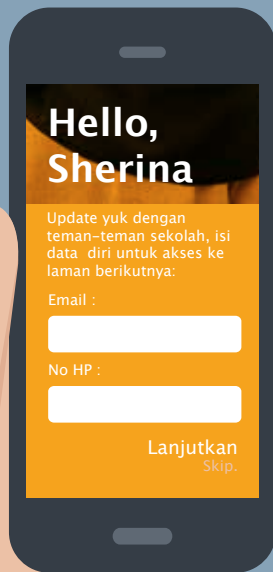 Hello,
Sherina
Update yuk dengan
teman-teman sekolah, isi
data  diri untuk akses ke
laman berikutnya:
Email :
No HP :
Lanjutkan
Skip.